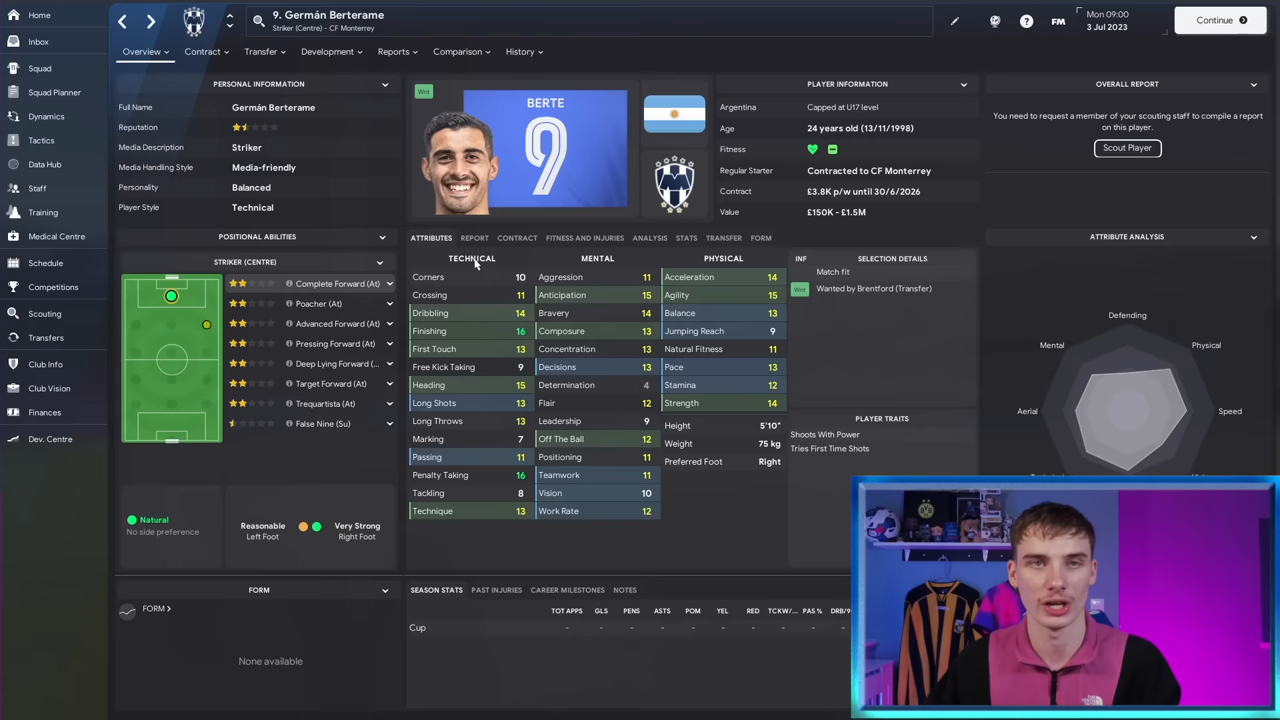 Home
Inbox
Squad
Squad Planner
Dynamics
Tactics
Data Hub
Staff
Training
Medical Centre
Schedule
Competitions
Scouting
Transfers
Club Info
Club Vision
Finances
Dev. Centre
9. Germán Berterame
Striker (Centre) - CF Monterrey
FM
Mon 09:00
3 Jul 2023
Continue
Overview
Contract
Transfer
Development
Reports
Comparison
History
PERSONAL INFORMATION
Full Name Germán Berterame
Reputation
Media Description Striker
Media Handling Style Media-friendly
Personality Balanced
Player Style Technical
Wnt
BERTE
9
PLAYER INFORMATION
Argentina Capped at U17 level
Age 24 years old (13/11/1998)
Fitness
Regular Starter Contracted to CF Monterrey
Contract £3.8K p/w until 30/6/2026
Value £150K - £1.5M
OVERALL REPORT
You need to request a member of your scouting staff to compile a report
on this player.
Scout Player
POSITIONAL ABILITIES
STRIKER (CENTRE)
Complete Forward (At)
Poacher (At)
Advanced Forward (At)
Pressing Forward (At)
Deep Lying Forward (...
Target Forward (At)
Trequartista (At)
False Nine (Su)
Natural
No side preference
Reasonable
Left Foot
Very Strong
Right Foot
ATTRIBUTES REPORT CONTRACT FITNESS AND INJURIES ANALYSIS STATS TRANSFER FORM
TECHNICAL
Corners 10
Crossing 11
Dribbling 14
Finishing 16
First Touch 13
Free Kick Taking 9
Heading 15
Long Shots 13
Long Throws 13
Marking 7
Passing 11
Penalty Taking 16
Tackling 8
Technique 13
MENTAL
Aggression 11
Anticipation 15
Bravery 14
Composure 13
Concentration 13
Decisions 13
Determination 4
Flair 12
Leadership 9
Off The Ball 12
Positioning 11
Teamwork 11
Vision 10
Work Rate 12
PHYSICAL
Acceleration 14
Agility 15
Balance 13
Jumping Reach 9
Natural Fitness 11
Pace 13
Stamina 12
Strength 14
Height 5'10"
Weight 75 kg
Preferred Foot Right
INF SELECTION DETAILS
Match fit
Wnt Wanted by Brentford (Transfer)
PLAYER TRAITS
Shoots With Power
Tries First Time Shots
ATTRIBUTE ANALYSIS
Defending
Mental Physical
Aerial Speed
FORM
FORM
None available
SEASON STATS PAST INJURIES CAREER MILESTONES NOTES
TOT APPS GLS PENS ASTS POM YEL RED TCKW/... PAS % DRB/9
Cup - - - - - - - - - -